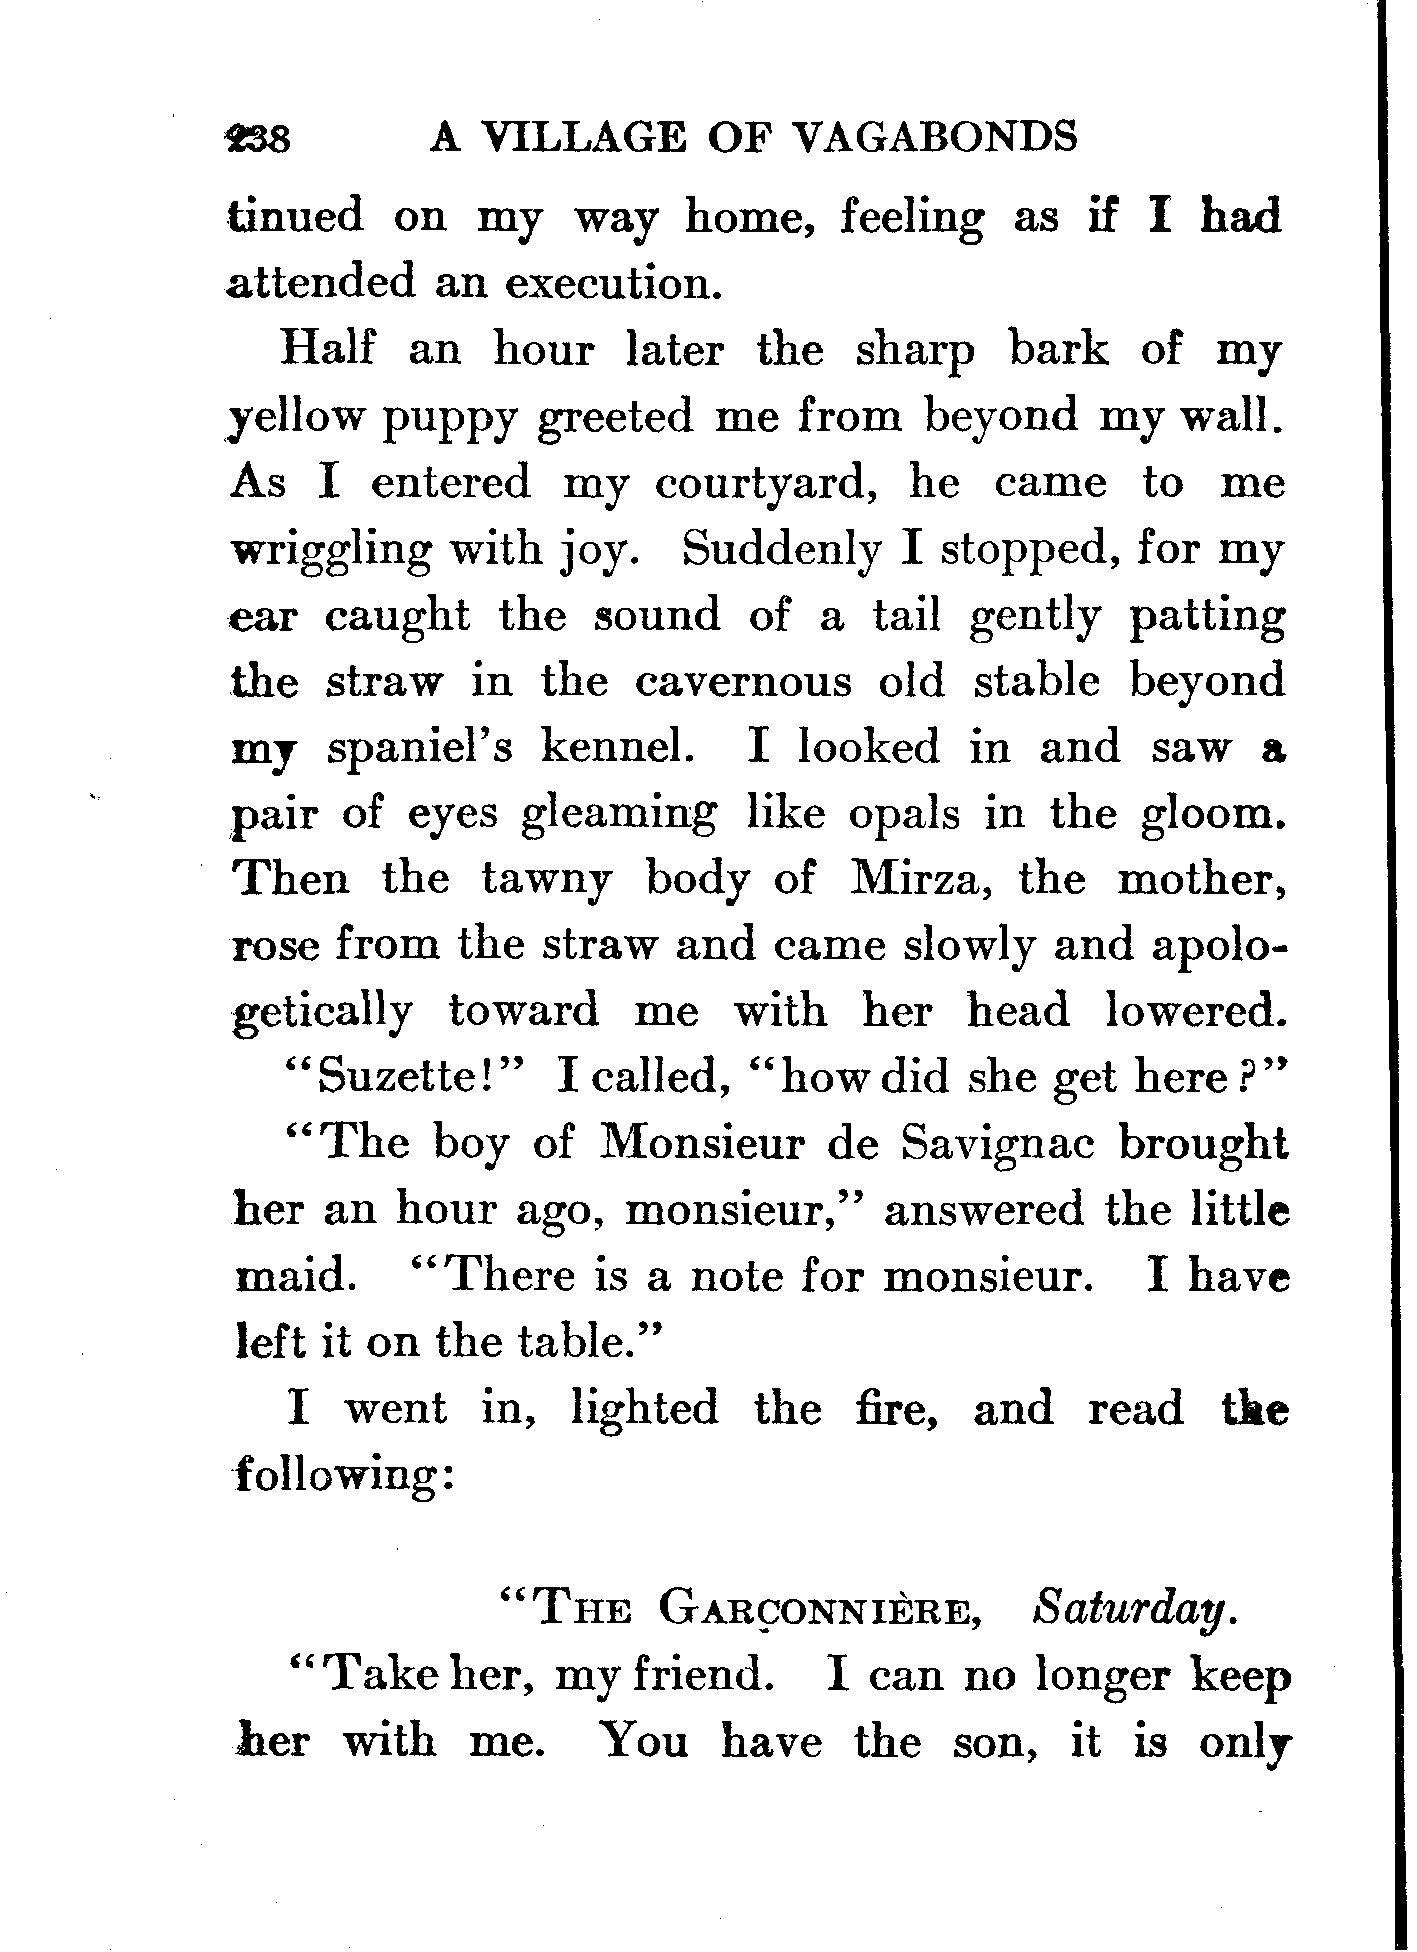 238 A VILLAGE OF VAGABONDS
tinued on my way home, feeling as if I had
attended an execution.
Half an hour later the sharp bark of my
yellow puppy greeted me from beyond my wall.
As I entered my courtyard, he came to me
wriggling with joy. Suddenly I stopped, for my
ear caught the sound of a tail gently patting
the straw in the cavernous old stable beyond
my spaniel's kennel. I looked in and saw a
pair of eyes gleaming like opals in the gloom.
Then the tawny body of Mirza, the mother,
rose from the straw and came slowly and apolo-
getically toward me with her head lowered.
"Suzette!" I called, "how did she get here?"
"The boy of Monsieur de Savignac brought
her an hour ago, monsieur," answered the little
maid. "There is a note for monsieur. I have
left it on the table."
I went in, lighted the fire, and read the
following:
"THE GARÇONNIÈRE, Saturday.
"Take her, my friend. I can no longer keep
her with me. You have the son, it is only